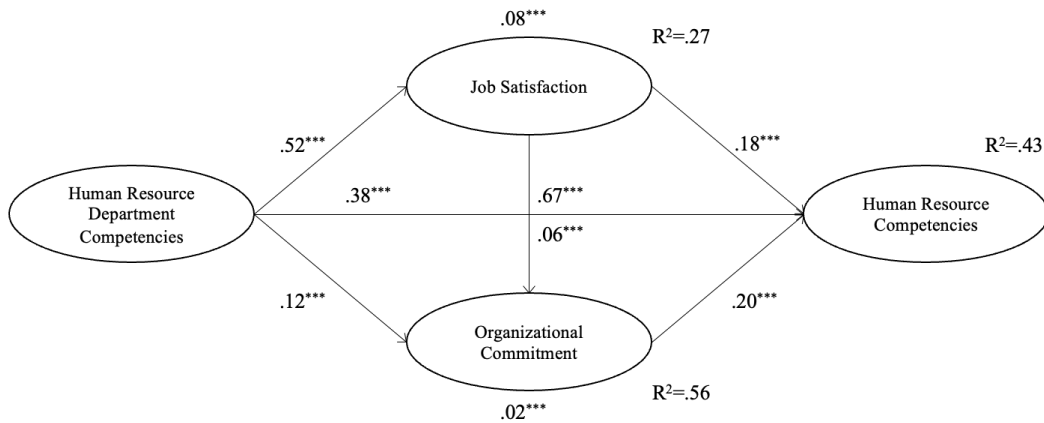 .08***
R²=.27
Job Satisfaction
.52***
.18***
R²=.43
Human Resource
Department
Competencies
.38***
.67***
Human Resource
Competencies
.06***
.12***
.20***
Organizational
Commitment
R²=.56
.02***